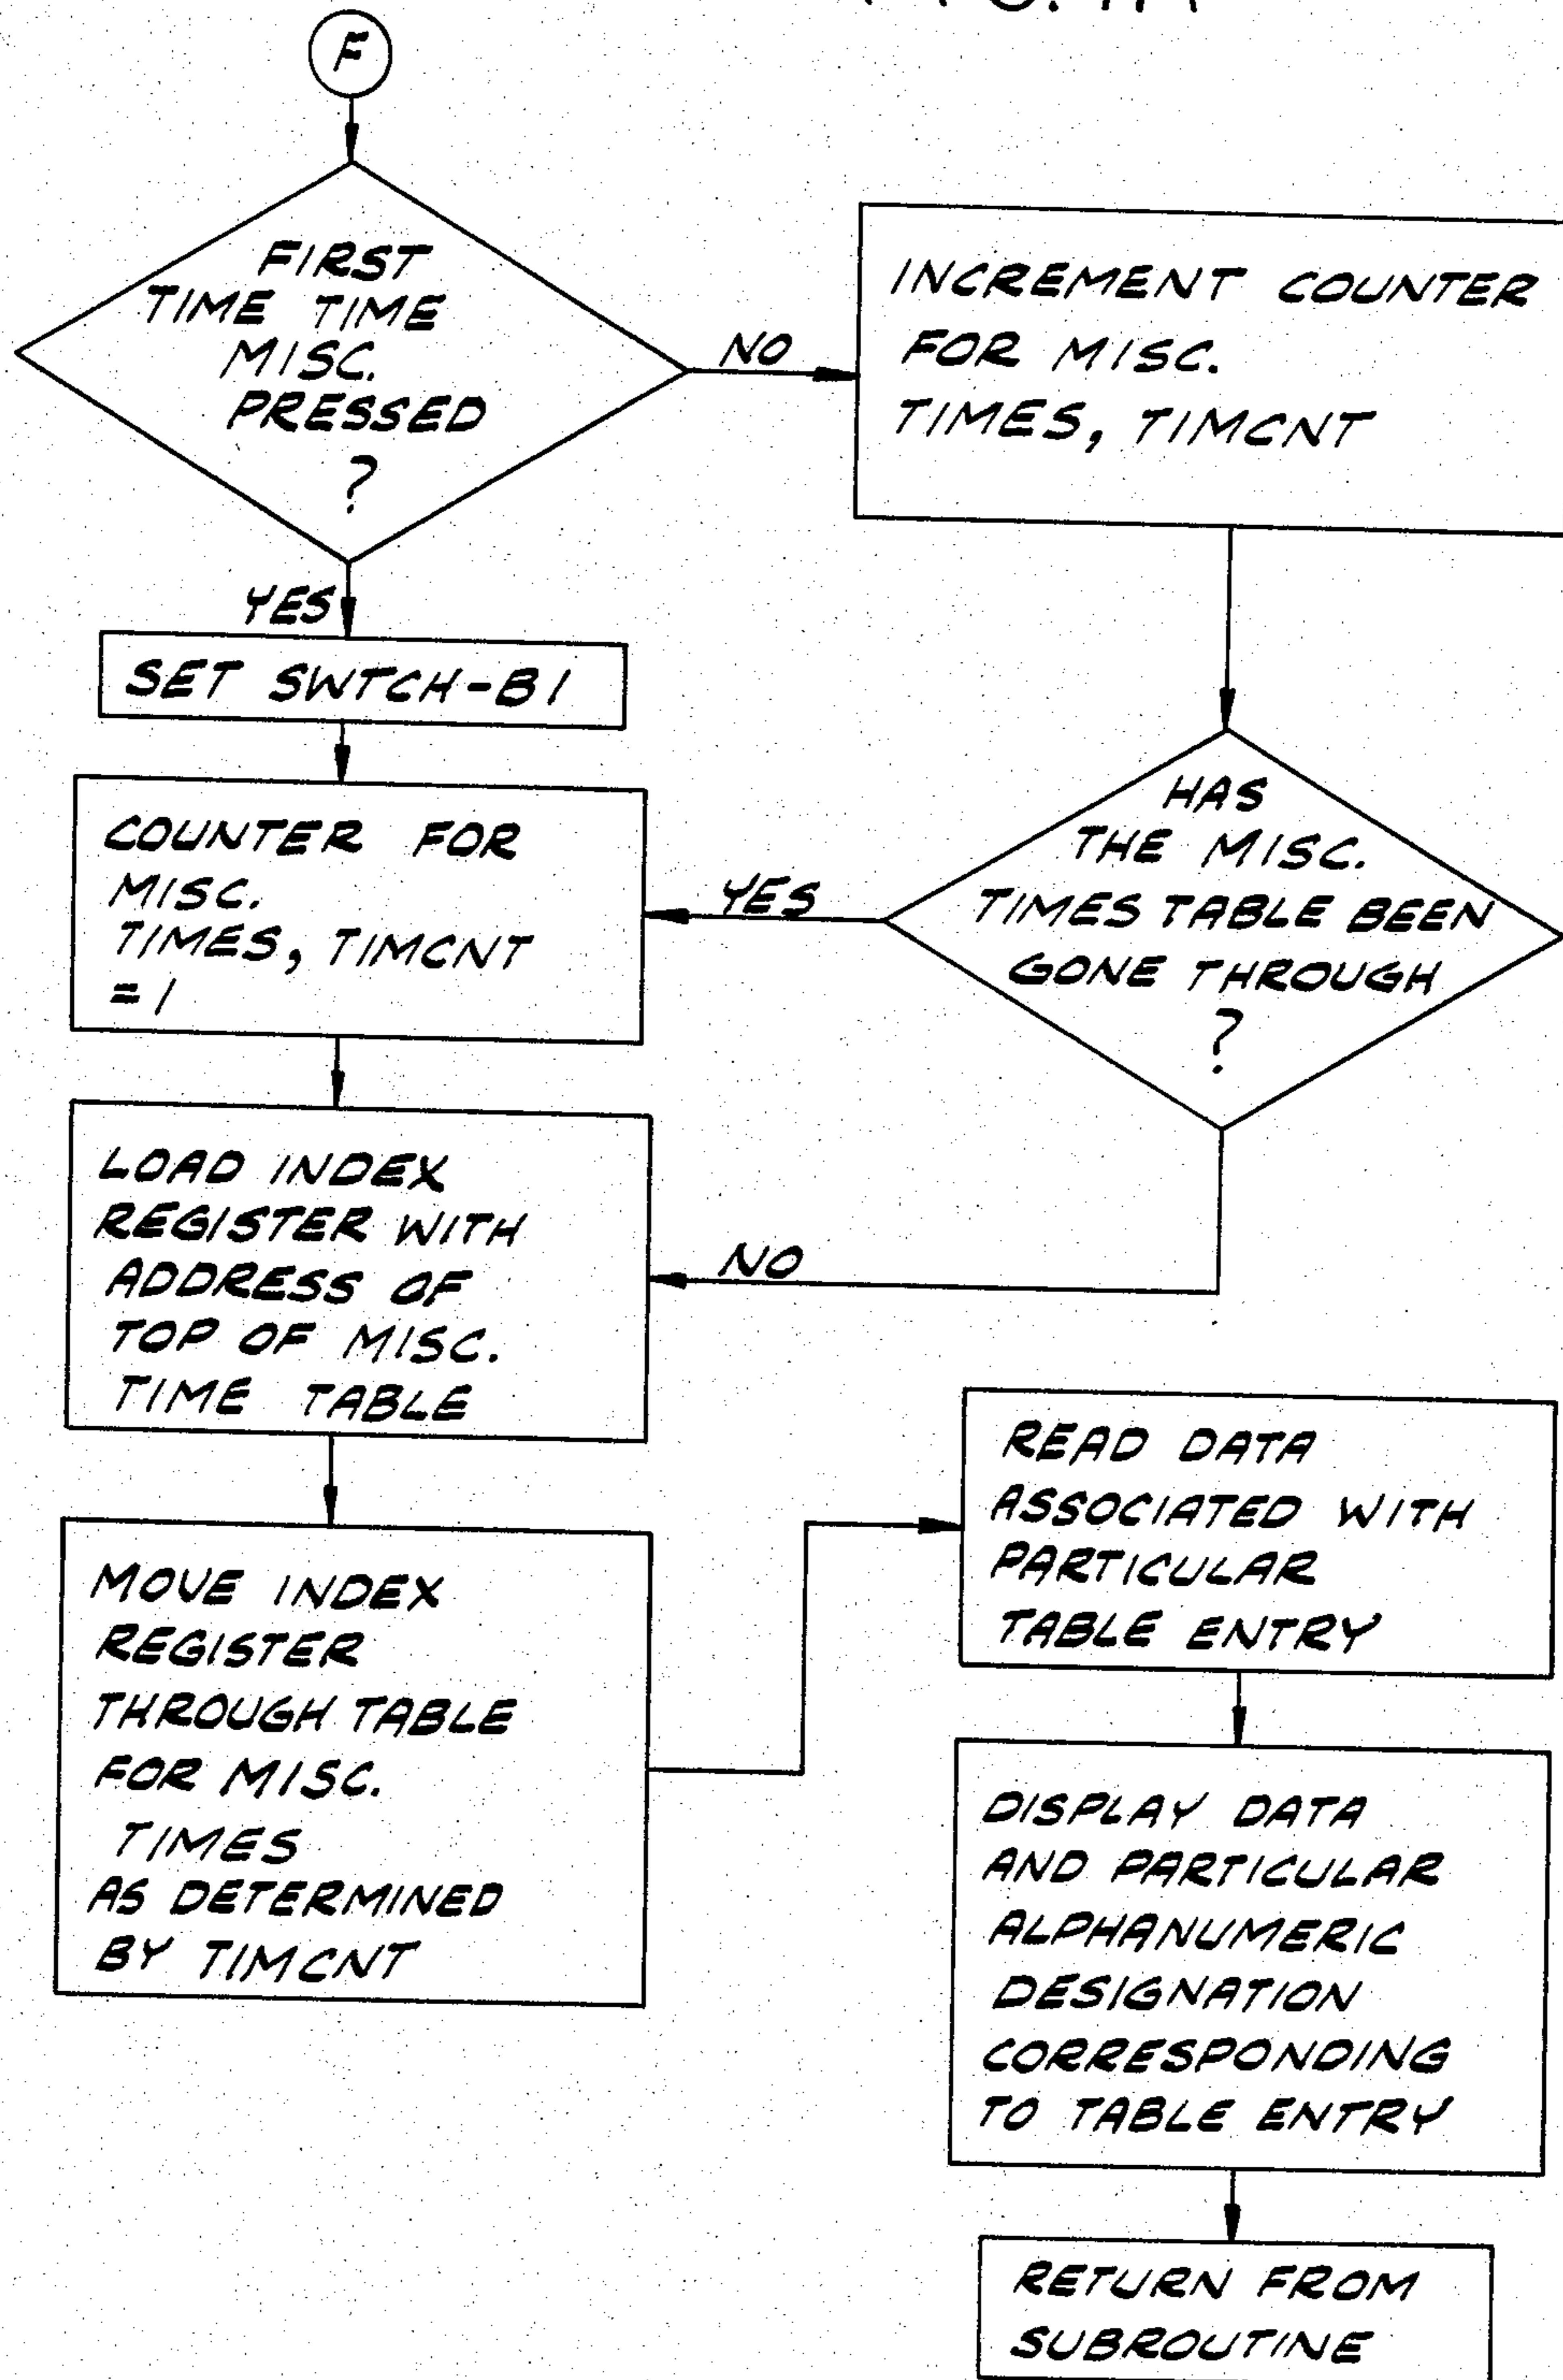 F
FIRST
TIME TIME
MISC.
PRESSED
?
NO
INCREMENT COUNTER
FOR MISC.
TIMES, TIMCNT
YES
SET SWTCH-B1
COUNTER FOR
MISC.
TIMES, TIMCNT
=1
YES
HAS
THE MISC.
TIMES TABLE BEEN
GONE THROUGH
?
LOAD INDEX
REGISTER WITH
ADDRESS OF
TOP OF MISC.
TIME TABLE
NO
MOVE INDEX
REGISTER
THROUGH TABLE
FOR MISC.
TIMES
AS DETERMINED
BY TIMCNT
READ DATA
ASSOCIATED WITH
PARTICULAR
TABLE ENTRY
DISPLAY DATA
AND PARTICULAR
ALPHANUMERIC
DESIGNATION
CORRESPONDING
TO TABLE ENTRY
RETURN FROM
SUBROUTINE